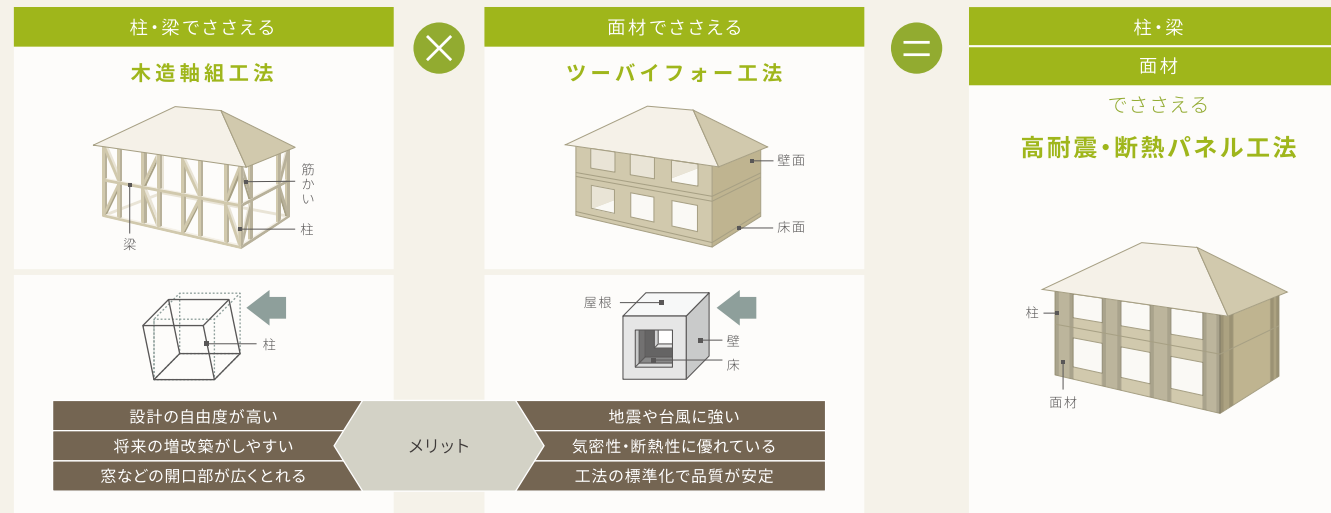 柱・梁でささえる
木造軸組工法
筋かい
柱
梁
柱
×
面材でささえる
ツーバイフォー工法
壁面
床面
屋根
壁
床
設計の自由度が高い
将来の増改築がしやすい
窓などの開口部が広くとれる
メリット
地震や台風に強い
気密性・断熱性に優れている
工法の標準化で品質が安定
=
柱・梁
面材
でささえる
高耐震・断熱パネル工法
柱
面材